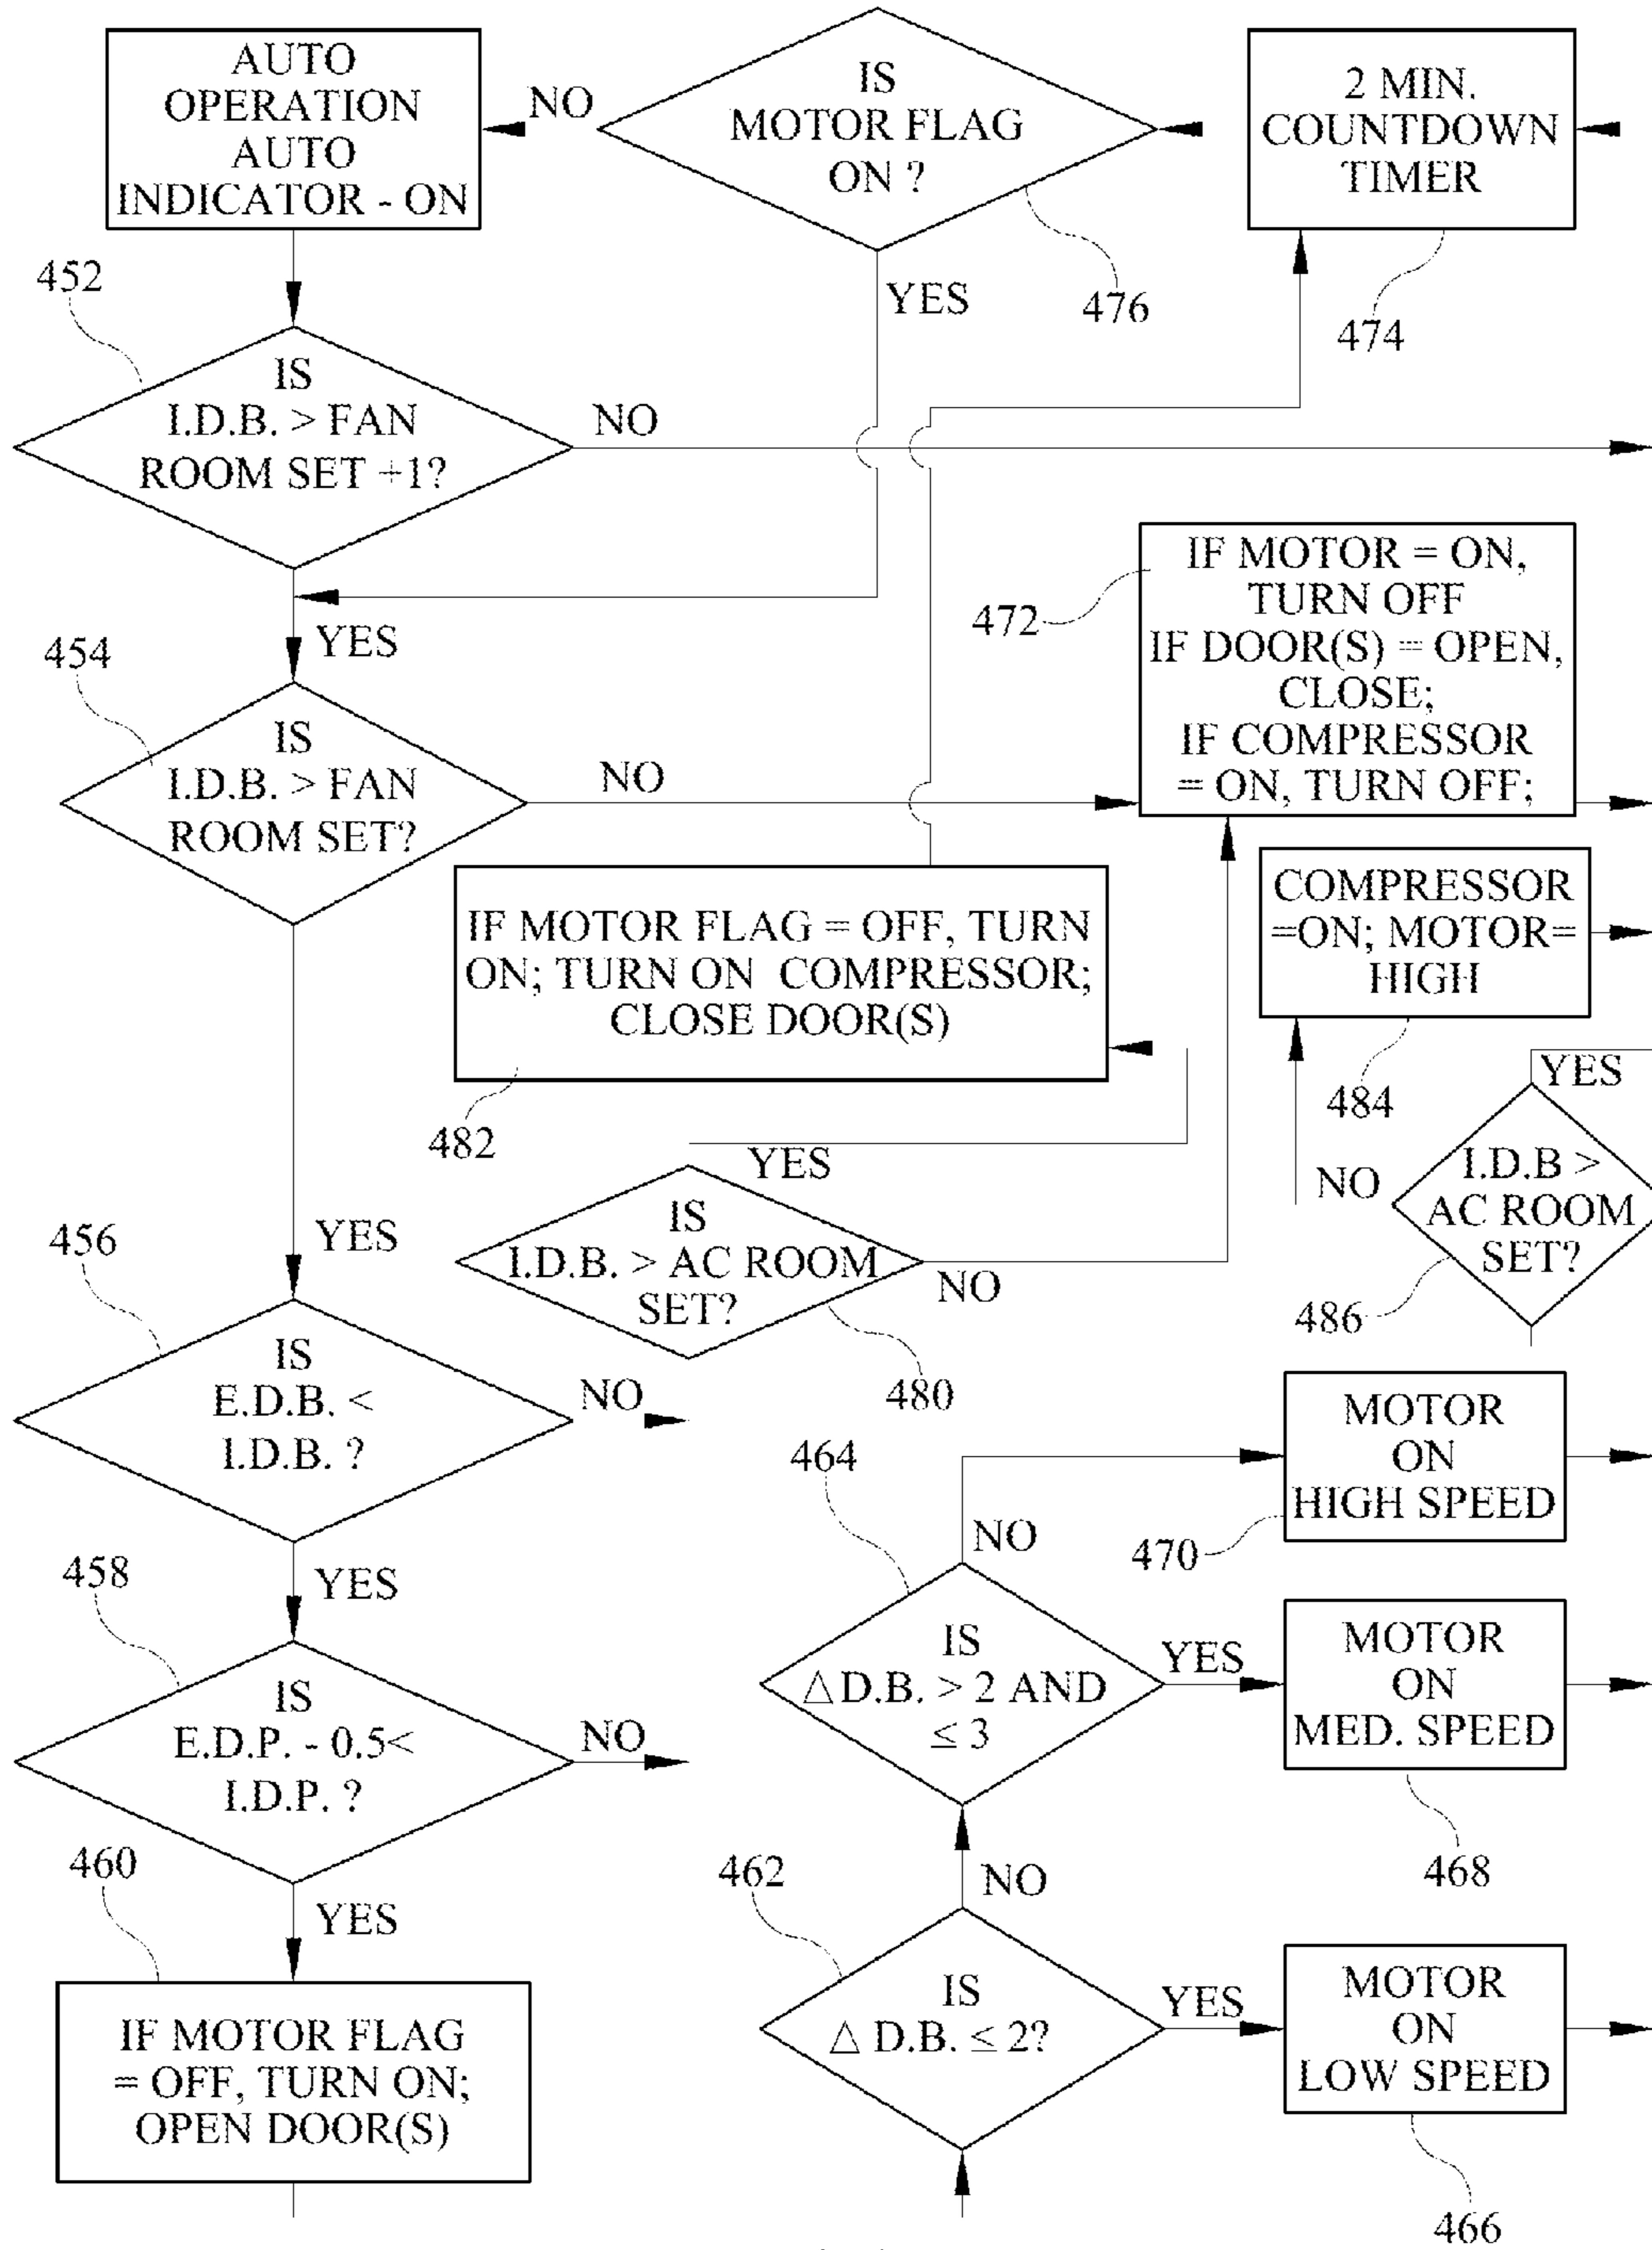 AUTO
OPERATION
AUTO
INDICATOR - ON
NO
IS
MOTOR FLAG
ON ?
2 MIN.
COUNTDOWN
TIMER
452
YES
476
474
IS
I.D.B. > FAN
ROOM SET +1?
NO
YES
454
472
IF MOTOR = ON,
TURN OFF
IF DOOR(S) = OPEN,
CLOSE;
IF COMPRESSOR
= ON, TURN OFF;
IS
I.D.B. > FAN
ROOM SET?
NO
IF MOTOR FLAG = OFF, TURN
ON; TURN ON COMPRESSOR;
CLOSE DOOR(S)
482
COMPRESSOR
=ON; MOTOR=
HIGH
484
YES
NO
I.D.B >
AC ROOM
SET?
486
YES
IS
I.D.B. > AC ROOM
SET?
NO
480
YES
456
IS
E.D.B. <
I.D.B. ?
NO
464
NO
MOTOR
ON
HIGH SPEED
470
YES
458
IS
E.D.P. - 0.5<
I.D.P. ?
NO
IS
△ D.B. > 2 AND
≤ 3
YES
MOTOR
ON
MED. SPEED
468
460
YES
462
NO
IF MOTOR FLAG
= OFF, TURN ON;
OPEN DOOR(S)
IS
△ D.B. ≤ 2?
YES
MOTOR
ON
LOW SPEED
466